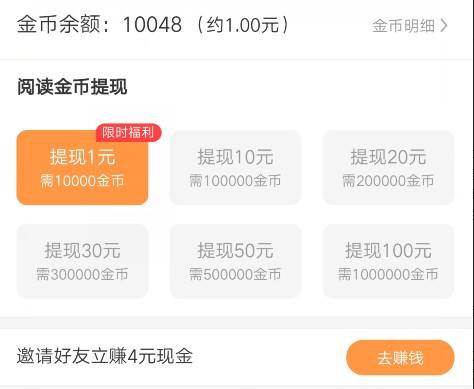 金币余额：10048（约1.00元）
金币明细
阅读金币提现
限时福利
提现1元 提现10元 提现20元
需10000金币 需100000金币 需200000金币
提现30元 提现50元 提现100元
需300000金币 需500000金币 需1000000金币
邀请好友立赚4元现金
去赚钱